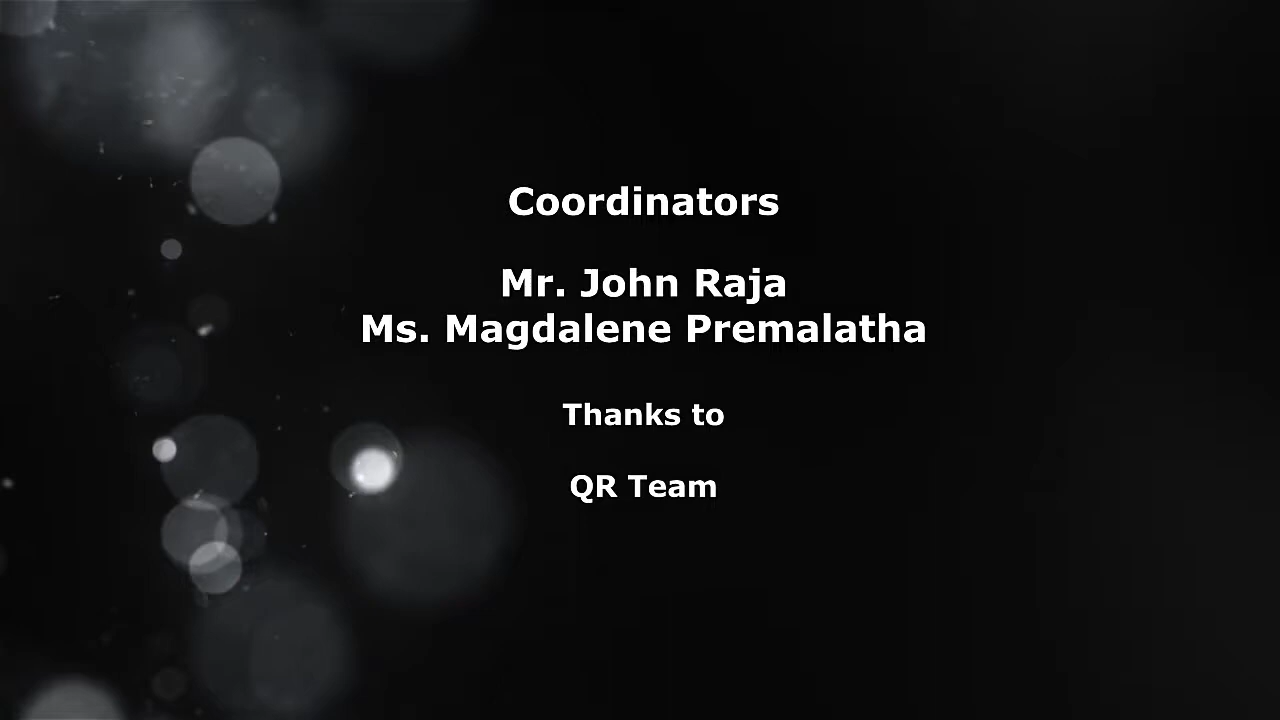 Coordinators
Mr. John Raja
Ms. Magdalene Premalatha
Thanks to
QR Team